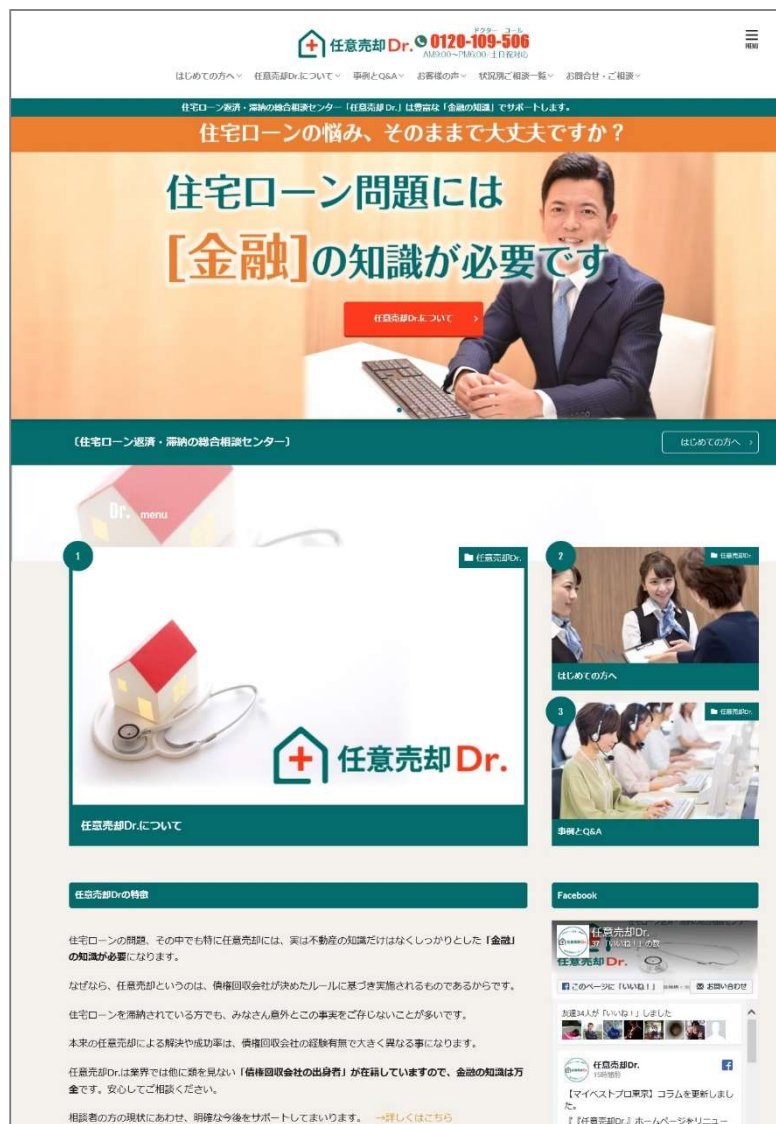 任意売却 Dr.
ドクター コール
0120-109-506
AM9:00～PM6:00/土日祝対応
MENU
はじめての方へ
任意売却Dr.について
事例とQ&A
お客様の声
状況別ご相談一覧
お問合せ・ご相談
住宅ローン返済・滞納の総合相談センター「任意売却 Dr.」は豊富な「金融の知識」でサポートします。
住宅ローンの悩み、そのままで大丈夫ですか？
住宅ローン問題には
[金融]の知識が必要です
任意売却Dr.について
〔住宅ローン返済・滞納の総合相談センター〕
はじめての方へ
Dr. menu
1
任意売却Dr.
任意売却 Dr.
任意売却Dr.について
2
任意売却Dr.
はじめての方へ
3
任意売却Dr.
事例とQ&A
任意売却Drの特徴
住宅ローンの問題、その中でも特に任意売却には、実は不動産の知識だけはなくしっかりとした「金融」
の知識が必要になります。
なぜなら、任意売却というのは、債権回収会社が決めたルールに基づき実施されるものであるからです。
住宅ローンを滞納されている方でも、みなさん意外とこの事実をご存じないことが多いです。
本来の任意売却による解決や成功率は、債権回収会社の経験有無で大きく異なる事になります。
任意売却Dr.は業界では他に類を見ない「債権回収会社の出身者」が在籍していますので、金融の知識は万
全です。安心してご相談ください。
相談者の方の現状にあわせ、明確な今後をサポートしてまいります。 →詳しくはこちら
Facebook
任意売却Dr.
37「いいね！」の数
任意売却 Dr.
このページに「いいね！」
お問い合わせ
友達34人が「いいね！」しました
任意売却Dr.
15時間前
【マイベストプロ東京】コラムを更新しまし
た。
『『任意売却Dr.』ホームページをリニュー